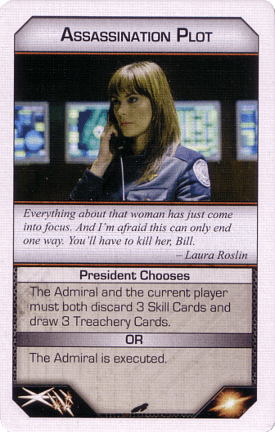 Assassination Plot
Everything about that woman has just come
into focus. And I'm afraid this can only end
one way. You'll have to kill her, Bill.
– Laura Roslin
President Chooses
The Admiral and the current player
must both discard 3 Skill Cards and
draw 3 Treachery Cards.
OR
The Admiral is executed.